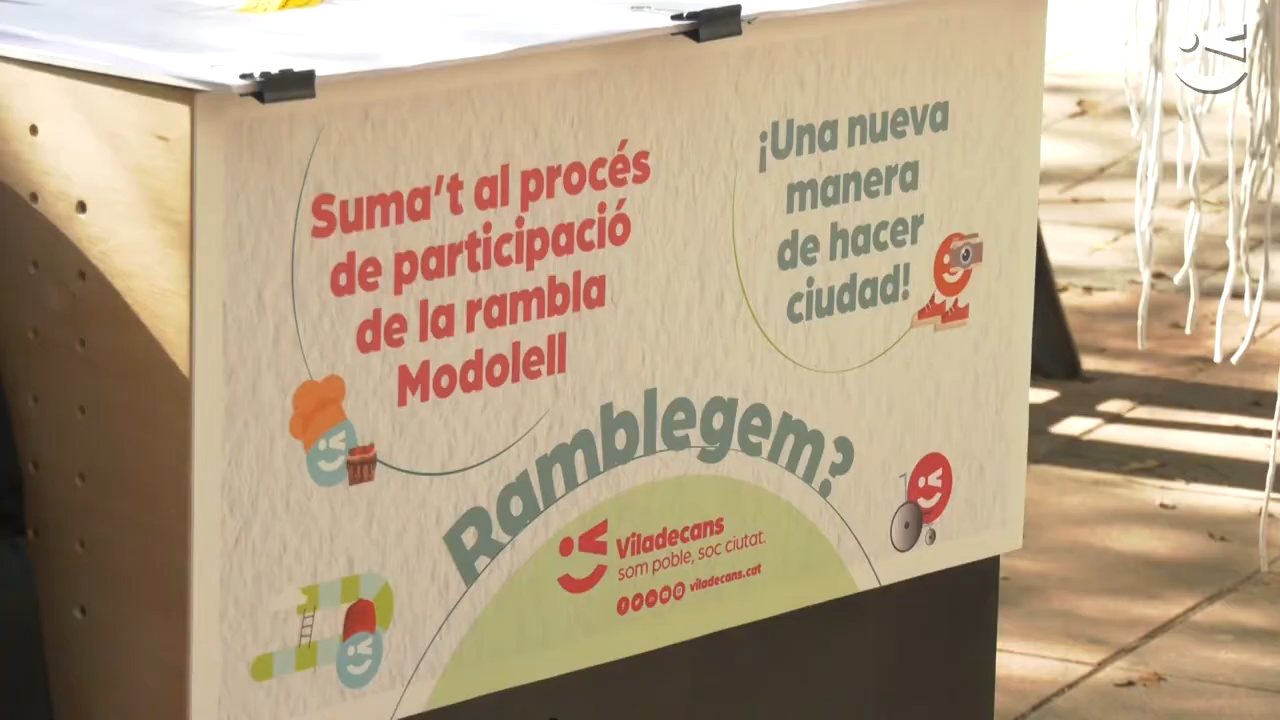 Suma't al procés
de participació
de la rambla
Modolell
¡Una nueva
manera
de hacer
ciudad!
Ramblegem?
Viladecans
som poble, soc ciutat.
viladecans.cat